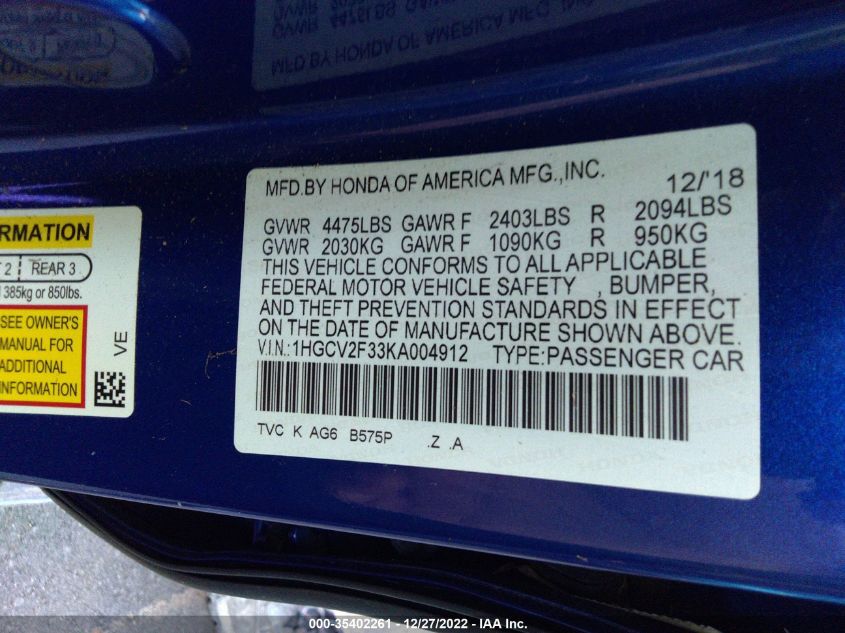 MFD.BY HONDA OF AMERICA MFG.,INC. 12/'18
GVWR 4475LBS GAWR F 2403LBS R 2094LBS
GVWR 2030KG GAWR F 1090KG R 950KG
THIS VEHICLE CONFORMS TO ALL APPLICABLE
FEDERAL MOTOR VEHICLE SAFETY , BUMPER,
AND THEFT PREVENTION STANDARDS IN EFFECT
ON THE DATE OF MANUFACTURE SHOWN ABOVE.
V.I.N.:1HGCV2F33KA004912 TYPE:PASSENGER CAR
TVC K AG6 B575P .Z .A
RMATION
2 REAR 3
385kg or 850lbs.
SEE OWNER'S
MANUAL FOR
ADDITIONAL
INFORMATION
VE
000-35402261 - 12/27/2022 - IAA Inc.